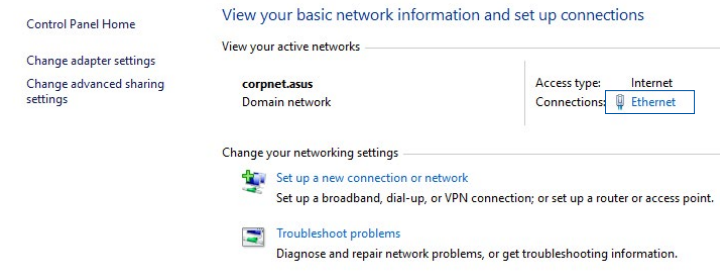 View your basic network information and set up connections
Control Panel Home
View your active networks
Change adapter settings
Change advanced sharing
settings
corpnet.asus
Domain network
Access type: Internet
Connections: Ethernet
Change your networking settings
Set up a new connection or network
Set up a broadband, dial-up, or VPN connection; or set up a router or access point.
Troubleshoot problems
Diagnose and repair network problems, or get troubleshooting information.